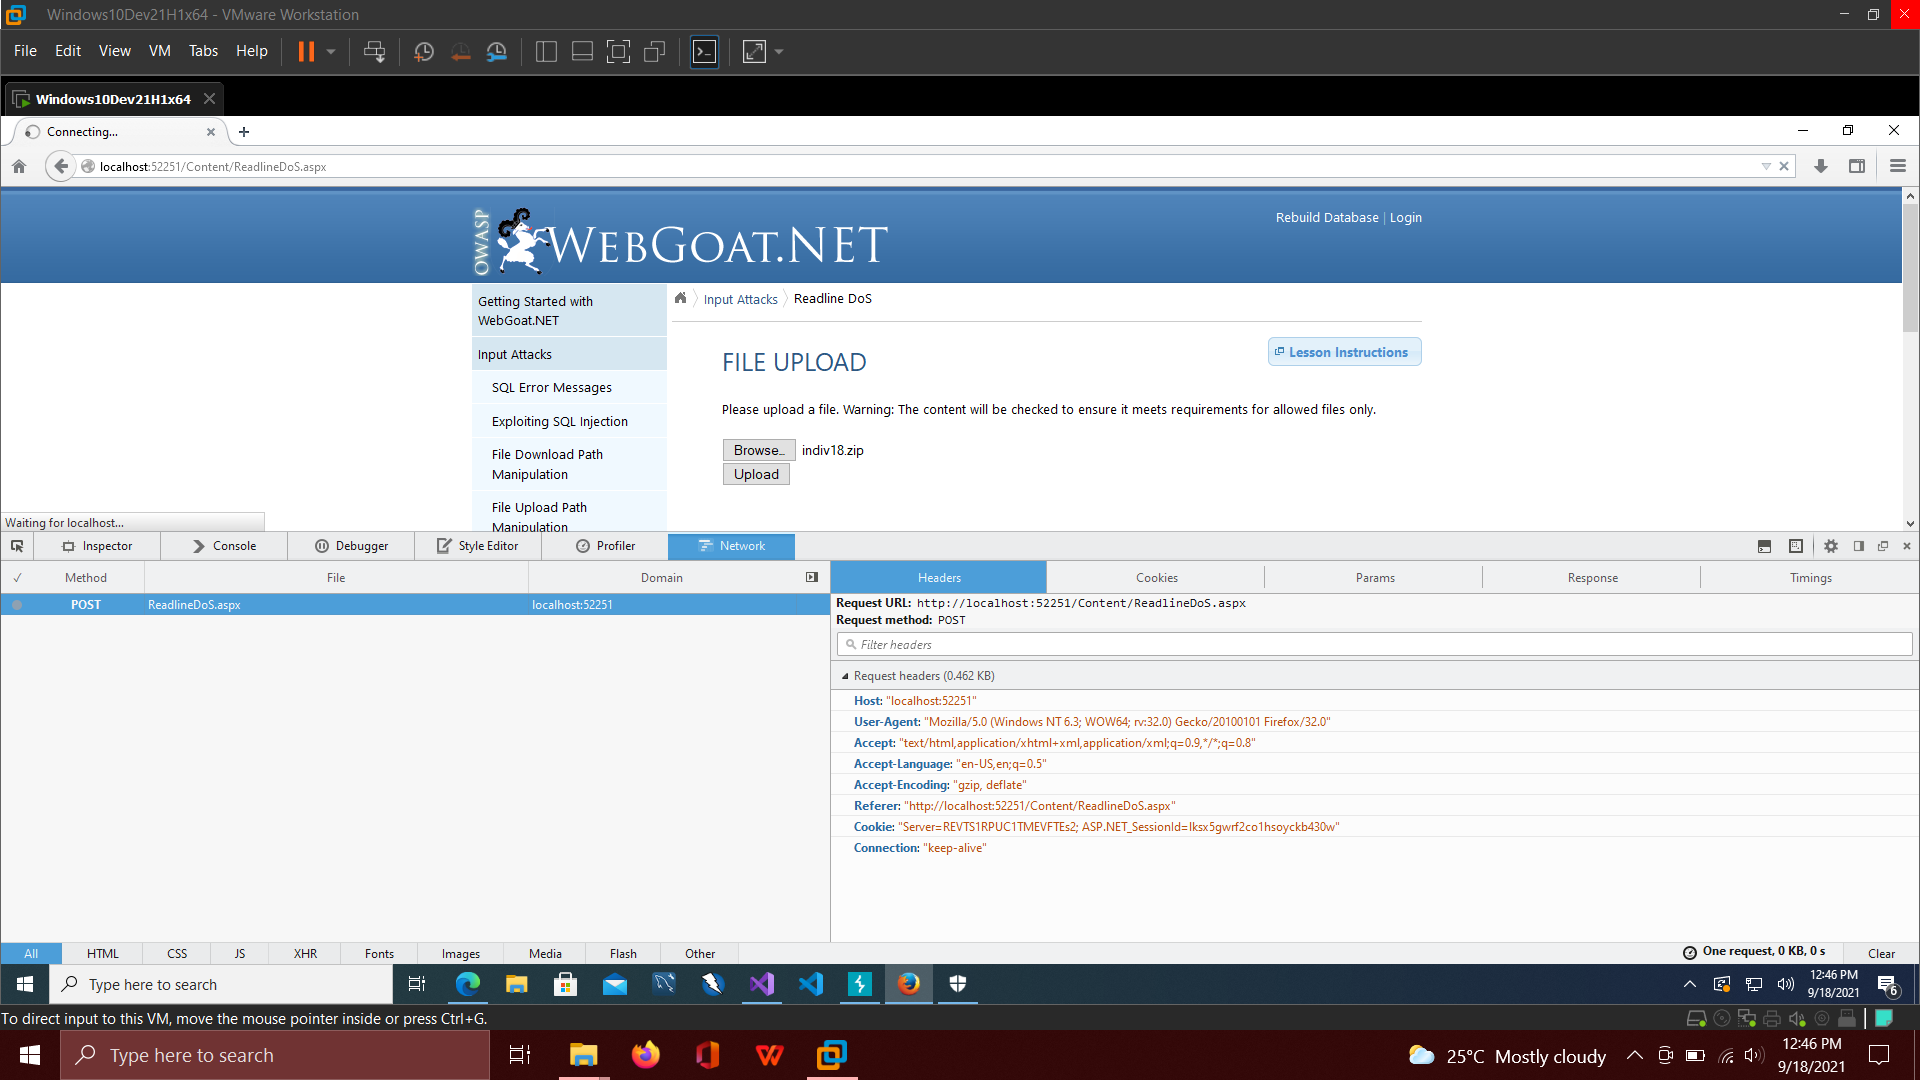 Windows10Dev21H1x64 - VMware Workstation
File Edit View VM Tabs Help
Windows10Dev21H1x64
Connecting...
localhost:52251/Content/ReadlineDoS.aspx
OWASP WEBGOAT.NET
Rebuild Database | Login
Getting Started with
WebGoat.NET
Input Attacks
SQL Error Messages
Exploiting SQL Injection
File Download Path
Manipulation
File Upload Path
Manipulation
Input Attacks Readline DoS
Lesson Instructions
FILE UPLOAD
Please upload a file. Warning: The content will be checked to ensure it meets requirements for allowed files only.
Browse... indiv18.zip
Upload
Waiting for localhost...
Inspector Console Debugger Style Editor Profiler Network
Method File Domain
POST ReadlineDoS.aspx localhost:52251
Headers Cookies Params Response Timings
Request URL: http://localhost:52251/Content/ReadlineDoS.aspx
Request method: POST
Filter headers
Request headers (0.462 KB)
Host: "localhost:52251"
User-Agent: "Mozilla/5.0 (Windows NT 6.3; WOW64; rv:32.0) Gecko/20100101 Firefox/32.0"
Accept: "text/html,application/xhtml+xml,application/xml;q=0.9,*/*;q=0.8"
Accept-Language: "en-US,en;q=0.5"
Accept-Encoding: "gzip, deflate"
Referer: "http://localhost:52251/Content/ReadlineDoS.aspx"
Cookie: "Server=REVTS1RPUC1TMEVFTEs2; ASP.NET_SessionId=lksx5gwrf2co1hsoyckb430w"
Connection: "keep-alive"
All HTML CSS JS XHR Fonts Images Media Flash Other
One request, 0 KB, 0 s Clear
Type here to search
12:46 PM
9/18/2021
6
To direct input to this VM, move the mouse pointer inside or press Ctrl+G.
Type here to search
25°C Mostly cloudy
12:46 PM
9/18/2021